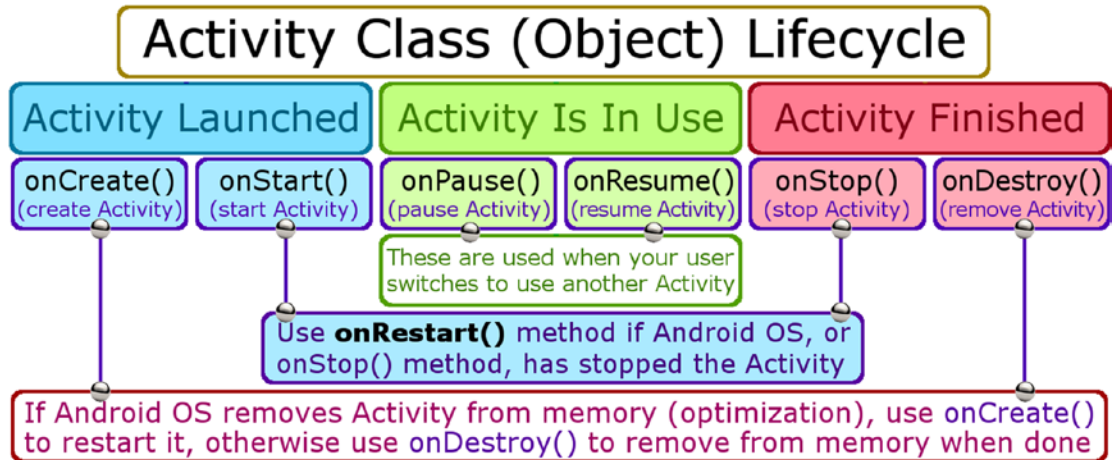 Activity Class (Object) Lifecycle
Activity Launched
Activity Is In Use
Activity Finished
onCreate()
(create Activity)
onStart()
(start Activity)
onPause()
(pause Activity)
onResume()
(resume Activity)
onStop()
(stop Activity)
onDestroy()
(remove Activity)
These are used when your user
switches to use another Activity
Use onRestart() method if Android OS, or
onStop() method, has stopped the Activity
If Android OS removes Activity from memory (optimization), use onCreate()
to restart it, otherwise use onDestroy() to remove from memory when done